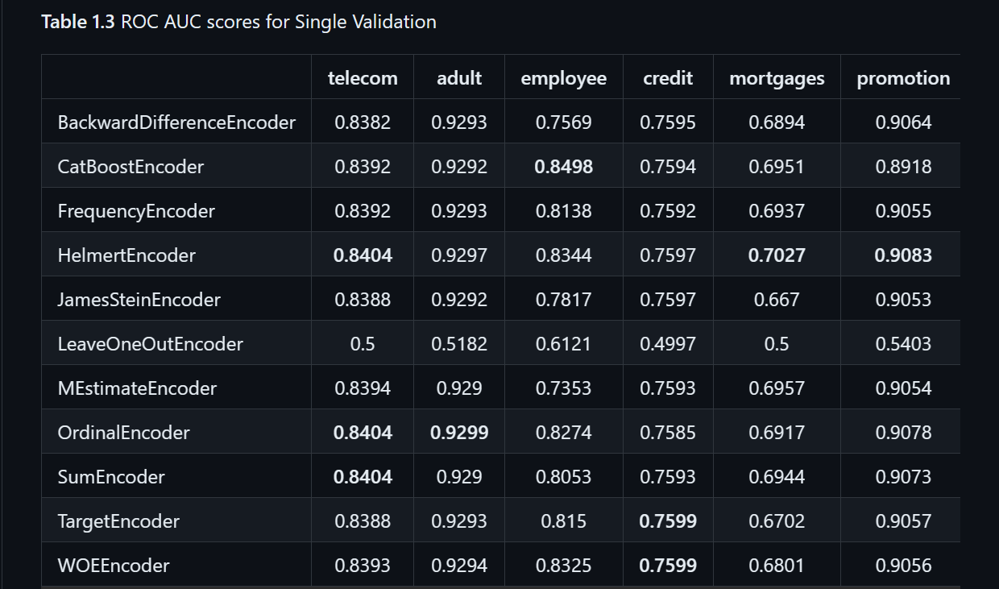 Table 1.3 ROC AUC scores for Single Validation
telecom adult employee credit mortgages promotion
BackwardDifferenceEncoder 0.8382 0.9293 0.7569 0.7595 0.6894 0.9064
CatBoostEncoder 0.8392 0.9292 0.8498 0.7594 0.6951 0.8918
FrequencyEncoder 0.8392 0.9293 0.8138 0.7592 0.6937 0.9055
HelmertEncoder 0.8404 0.9297 0.8344 0.7597 0.7027 0.9083
JamesSteinEncoder 0.8388 0.9292 0.7817 0.7597 0.667 0.9053
LeaveOneOutEncoder 0.5 0.5182 0.6121 0.4997 0.5 0.5403
MEstimateEncoder 0.8394 0.929 0.7353 0.7593 0.6957 0.9054
OrdinalEncoder 0.8404 0.9299 0.8274 0.7585 0.6917 0.9078
SumEncoder 0.8404 0.929 0.8053 0.7593 0.6944 0.9073
TargetEncoder 0.8388 0.9293 0.815 0.7599 0.6702 0.9057
WOEEncoder 0.8393 0.9294 0.8325 0.7599 0.6801 0.9056